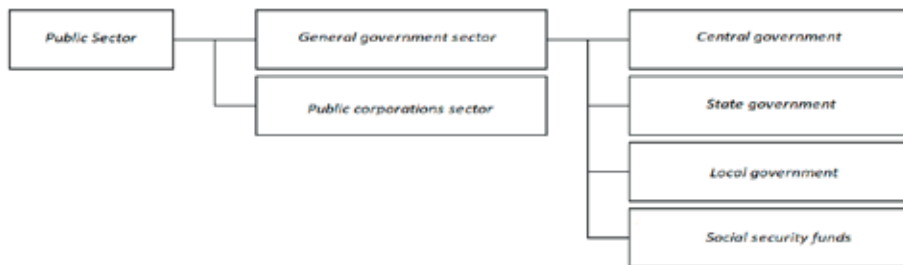 Public Sector
General government sector
Central government
Public corporations sector
State government
Local government
Social security funds